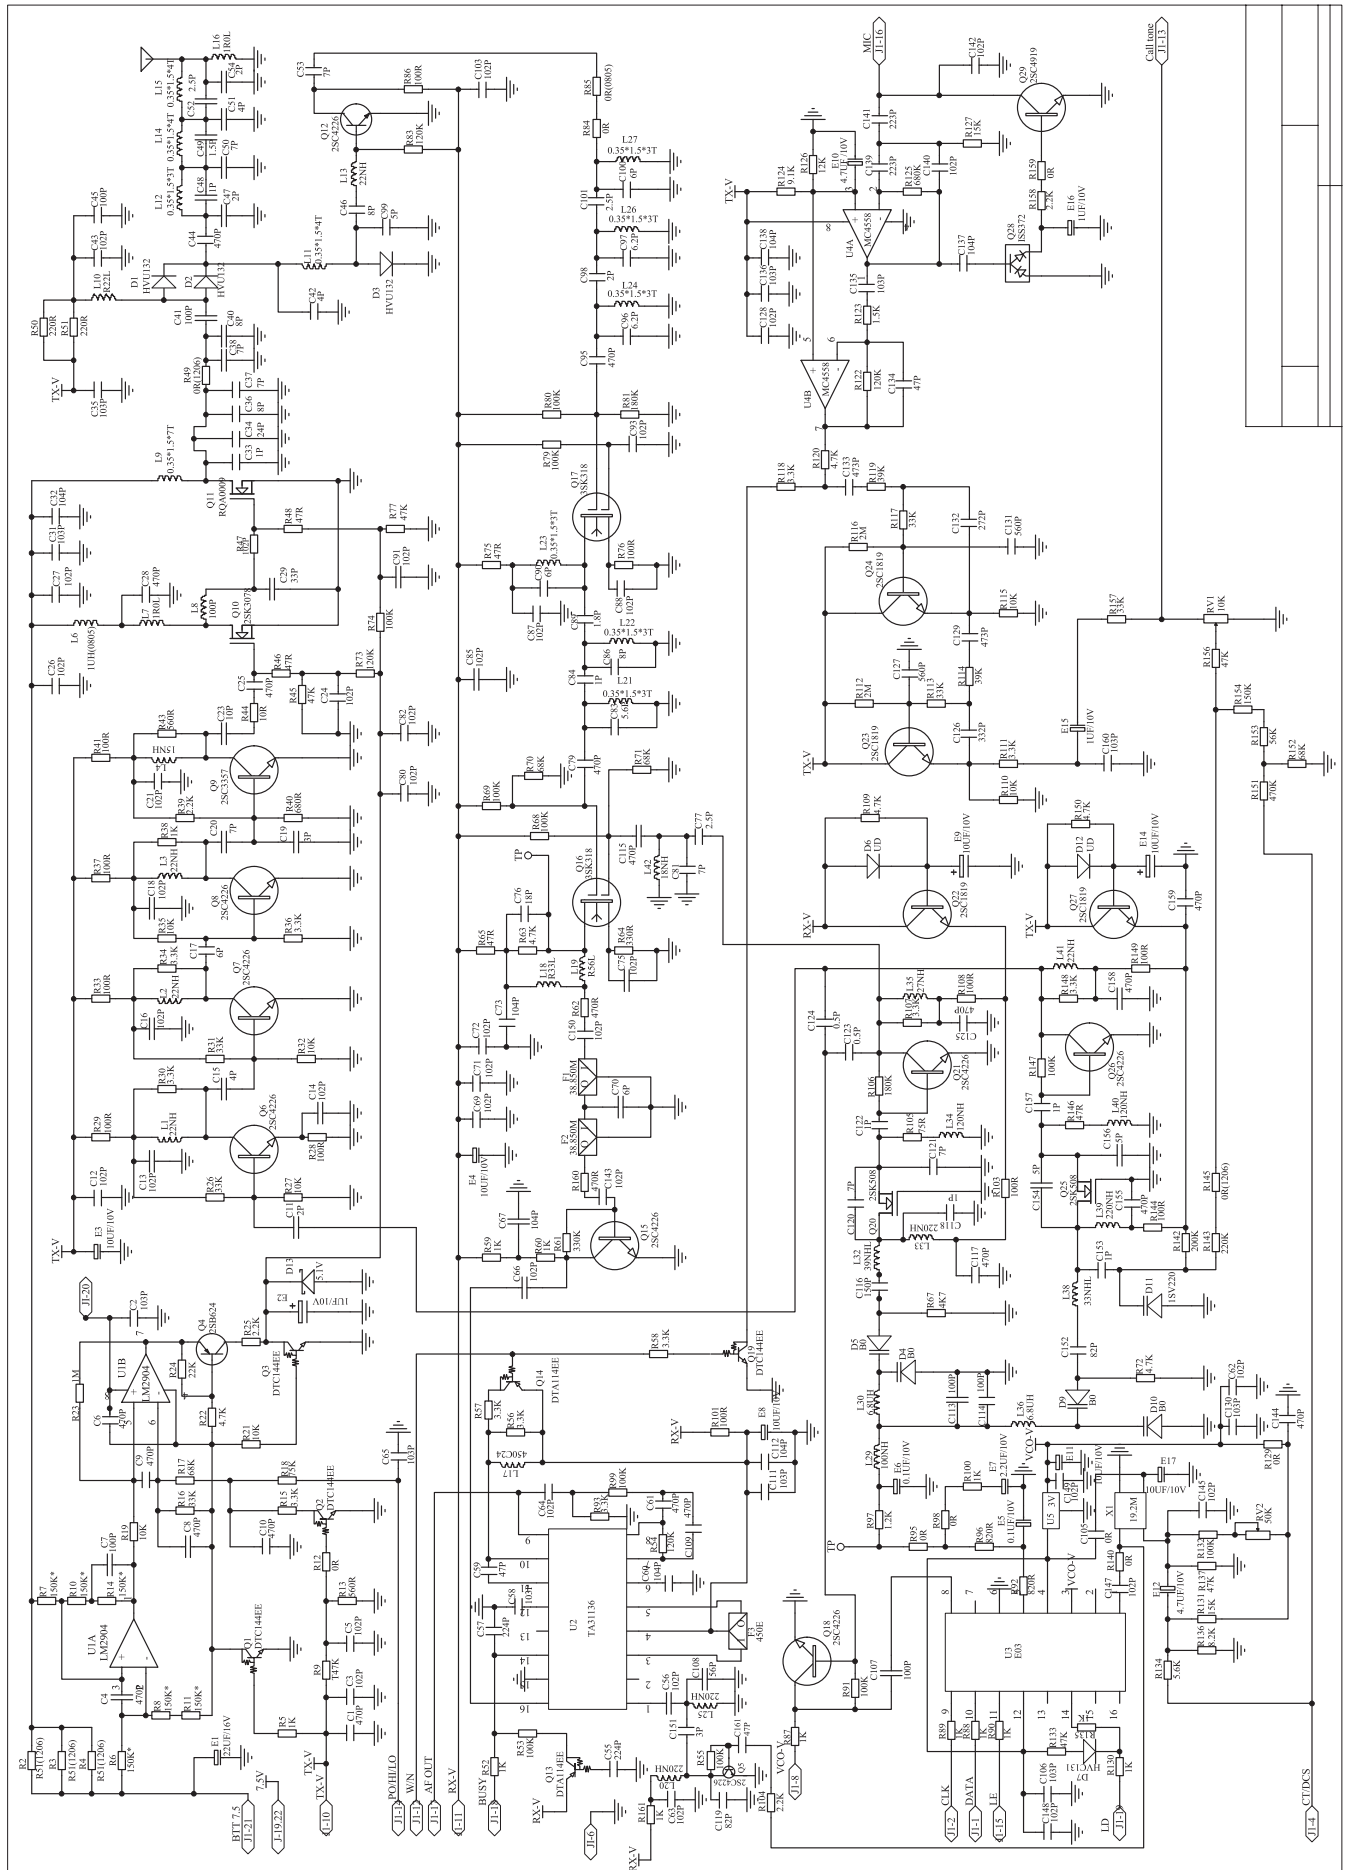 L16
1R0L
L15
0.35*1.5*4T
C52
2.5P
C54
2P
C51
4P
L14
0.35*1.5*4T
C49
1.5P
C50
7P
L12
0.35*1.5*3T
C48
1P
C47
2P
C45
100P
C43
102P
C44
470P
L10
R22L
D1
HVU132
D2
HVU132
R50
220R
R51
220R
TX-V
C35
103P
C41
100P
C40
8P
C38
7P
R49
0R(1206)
C37
7P
C36
8P
C34
24P
C33
1P
C42
4P
L11
0.35*1.5*4T
D3
HVU132
C46
8P
C99
5P
L13
22NH
Q12
2SC4226
C53
7P
R86
100R
R83
120K
C103
102P
L9
0.35*1.5*7T
Q11
RQA0009
C32
104P
C31
103P
C27
102P
C28
470P
L7
1R0L
L6
1UH(0805)
L8
100P
Q10
2SK3078
C29
33P
R47
102P
R48
47R
R77
47K
C91
102P
R74
100K
C26
102P
R46
47R
C25
470P
R44
10R
R45
47K
C24
102P
R73
120K
C82
102P
C80
102P
R43
560R
C23
10P
R41
100R
L4
15NH
C21
102P
Q9
2SC3357
R39
2.2K
R40
680R
C20
7P
C19
3P
R38
1K
R37
100R
L3
22NH
C18
102P
Q8
2SC4226
R35
10K
R36
3.3K
C17
6P
R34
3.3K
R33
100R
L2
22NH
C16
102P
Q7
2SC4226
R31
33K
R32
10K
R30
3.3K
C15
4P
R29
100R
L1
22NH
C14
102P
R28
100R
Q6
2SC4226
C13
102P
C12
102P
R26
33K
R27
10K
C11
2P
TX-V
E3
10UF/10V
J1-20
C2
103P
U1B
LM2904
Q4
2SB624
R25
2.2K
E2
1UF/10V
D13
5.1V
Q3
DTC144EE
R24
22K
R23
1M
C6
470P
R22
4.7K
R21
10K
C9
470P
R17
68K
R16
33K
R18
75K
R15
3.3K
C8
470P
C10
470P
Q2
DTC144EE
C65
103P
R19
10K
C7
100P
R7
150K*
R10
150K*
R14
150K*
U1A
LM2904
C4
470P
R8
150K*
R11
150K*
R6
150K*
Q1
DTC144EE
R12
0R
R13
560R
C5
102P
R9
T47K
C3
102P
C1
470P
R5
1K
R2
R51(1206)
R3
R51(1206)
R4
R51(1206)
E1
22UF/16V
BTT 7.5
J1-21
7.5V
J-19,22
TX-V
J1-10
PO/HI/LO
W/N
AF OUT
RX-V
J1-11
BUSY
R85
0R(0805)
R84
0R
L27
0.35*1.5*3T
C100
6P
C101
2.5P
L26
0.35*1.5*3T
C97
6.2P
C98
2P
L24
0.35*1.5*3T
C96
6.2P
C95
470P
R80
100K
R81
180K
R79
100K
C93
102P
Q17
3SK318
R75
47R
L23
0.35*1.5*3T
C90
6P
R76
100R
C88
102P
C87
102P
C89
1.8P
L22
0.35*1.5*3T
C86
8P
C85
102P
C84
1P
L21
0.35*1.5*3T
C83
5.6P
C79
470P
R70
68K
R71
68K
R69
100K
R68
100K
C115
470P
L42
18NH
C81
7P
C77
2.5P
TP
Q16
3SK318
C76
18P
R65
47R
R63
4.7K
L18
R33L
L19
R56L
R64
330R
C75
102P
C73
104P
C72
102P
C71
102P
C69
102P
R62
470R
C150
102P
F1
38.850M
F2
38.850M
C70
6P
E4
10UF/10V
R160
470R
C143
102P
C67
104P
R59
1K
R60
1K
R61
330K
C66
102P
Q15
2SC4226
R58
3.3K
Q19
DTC144EE
Q14
DTA114EE
R57
3.3K
R56
3.3K
L17
450C24
RX-V
R101
100R
E8
C112
104P
C111
103P
R99
100K
R93
3.3K
C64
102P
C61
470P
C109
470P
R54
120K
C60
104P
C59
47P
C58
103P
C57
224P
U2
TA31136
F3
450E
C56
102P
C108
56P
L25
220NH
C151
3P
C161
47P
R55
100K
Q5
2SC4226
C119
82P
R104
2.2K
L20
220NH
C63
102P
R161
1K
RX-V
J1-6
C55
224P
Q13
DTA114EE
R53
100K
R52
1K
MIC
J1-16
Call tone
J1-13
C142
102P
Q29
2SC4919
C141
223P
R127
15K
R126
12K
E10
4.7UF/10V
C119
223P
R125
680K
C140
102P
R124
9.1K
TX-V
U4A
MC4558
R159
0R
R158
2.2K
E16
1UF/10V
Q28
ISS372
C137
104P
C138
104P
C136
103P
C128
102P
C135
103P
R123
1.5K
U4B
MC4558
R122
120K
C134
47P
R120
4.7K
R118
3.3K
C133
473P
R119
39K
R117
33K
C132
272P
R116
2M
C131
560P
Q24
2SC1819
R115
10K
C129
473P
R114
39K
C127
560P
R112
2M
R113
33K
Q23
2SC1819
C126
332P
R111
3.3K
R110
10K
TX-V
R157
33K
RV1
10K
R156
47K
E15
1UF/10V
C160
103P
R154
150K
R153
56K
R152
68K
R151
470K
R109
4.7K
D6
UD
E9
10UF/10V
Q22
2SC1819
RX-V
R150
4.7K
D12
UD
E14
10UF/10V
Q27
2SC1819
TX-V
C159
470P
C124
0.5P
C123
0.5P
L35
27NH
R107
3.3K
R108
100R
C125
470P
Q21
2SC4226
R106
180K
C122
1P
R105
75R
L34
120NH
C121
7P
R103
100R
C120
7P
Q20
2SK508
C118
1P
L33
220NH
L32
39NHL
C117
470P
C116
150P
R67
4K7
D5
B0
D4
B0
L30
6.8UH
C113
100P
C114
100P
L36
6.8UH
L29
100NH
E6
0.1UF/10V
R97
1.2K
TP
R95
0R
R98
0R
R96
820R
R100
1K
E7
2.2UF/10V
E5
0.1UF/10V
R92
820R
L41
22NH
R149
100R
R148
3.3K
C158
470P
R147
100K
Q26
2SC4226
C157
1P
R146
47R
L40
120NH
C156
5P
C154
5P
Q25
2SK508
C155
470P
L39
220NH
R144
100R
R145
0R(1206)
R142
200K
R143
220K
C153
1P
L38
33NHL
D11
1SV220
C152
82P
R72
4.7K
D9
B0
D10
B0
C62
102P
C130
103P
C144
470P
VCO-V
R129
0R
E11
10UF/10V
C149
102P
U5 3V
C105
0R
X1
19.2M
E17
C145
102P
RV2
50K
R132
100K
R137
47K
R131
15K
R136
8.2K
E12
4.7UF/10V
R134
5.6K
R140
0R
C147
102P
VCO-V
U3
E03
Q18
2SC4226
R91
100K
C107
100P
R87
1K
VCO-V
J1-8
R89
1K
R88
1K
R90
1K
CLK
J1-2
DATA
J1-1
LE
J1-15
LD
R133
47K
D7
HVC131
R130
1K
C106
103P
C148
102P
CT/DCS
J1-4